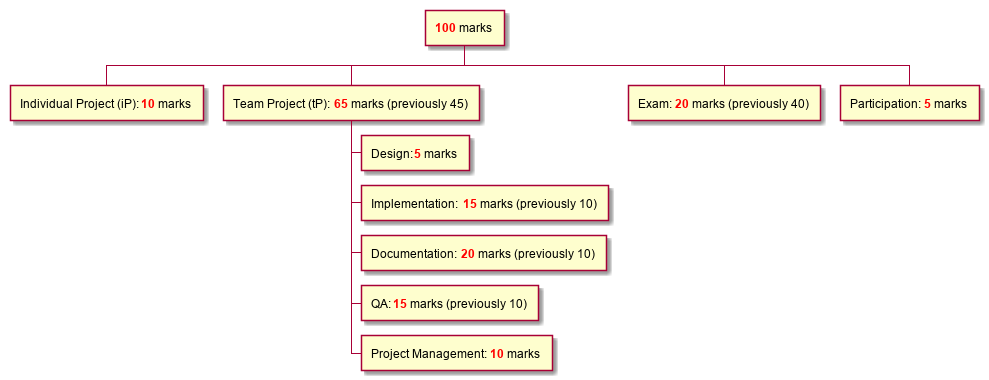 100 marks
Individual Project (iP): 10 marks
Team Project (tP): 65 marks (previously 45)
Exam: 20 marks (previously 40)
Participation: 5 marks
Design: 5 marks
Implementation: 15 marks (previously 10)
Documentation: 20 marks (previously 10)
QA: 15 marks (previously 10)
Project Management: 10 marks